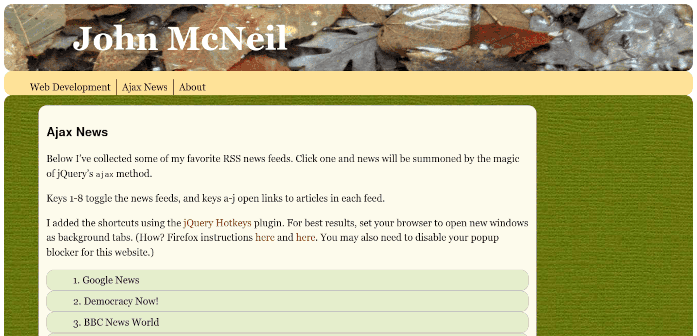 John McNeil
Web Development
Ajax News
About
Ajax News
Below I've collected some of my favorite RSS news feeds. Click one and news will be summoned by the magic
of jQuery's ajax method.
Keys 1-8 toggle the news feeds, and keys a-j open links to articles in each feed.
I added the shortcuts using the jQuery Hotkeys plugin. For best results, set your browser to open new windows
as background tabs. (How? Firefox instructions here and here. You may also need to disable your popup
blocker for this website.)
1. Google News
2. Democracy Now!
3. BBC News World